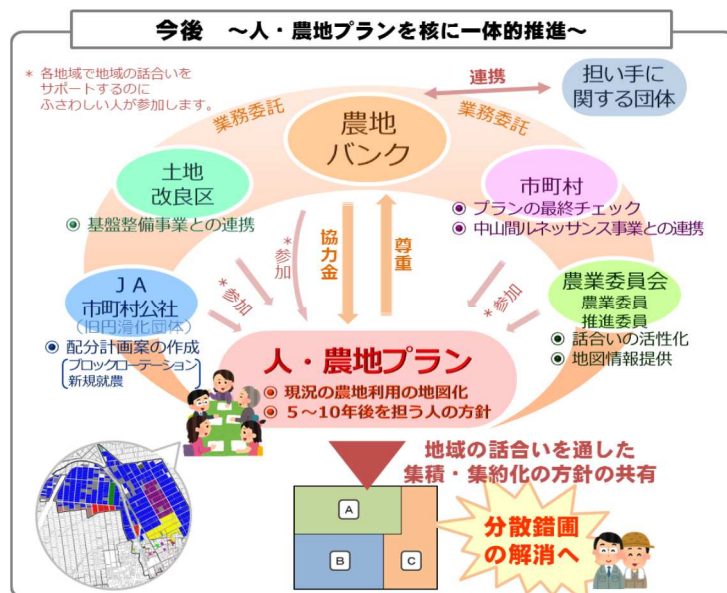 今後 ～人・農地プランを核に一体的推進～
* 各地域で地域の話合いを
サポートするのに
ふさわしい人が参加します。
連携
担い手に
関する団体
業務委託
農地
バンク
業務委託
土地
改良区
◉ 基盤整備事業との連携
市町村
◉ プランの最終チェック
◉ 中山間ルネッサンス事業との連携
*参加
協力金
尊重
JA
市町村公社
(旧円滑化団体)
◉ 配分計画案の作成
ブロックローテーション
新規就農
*参加
*参加
農業委員会
農業委員
推進委員
◉ 話合いの活性化
◉ 地図情報提供
人・農地プラン
◉ 現況の農地利用の地図化
◉ 5～10年後を担う人の方針
地域の話合いを通した
集積・集約化の方針の共有
A
B
C
分散錯圃
の解消へ